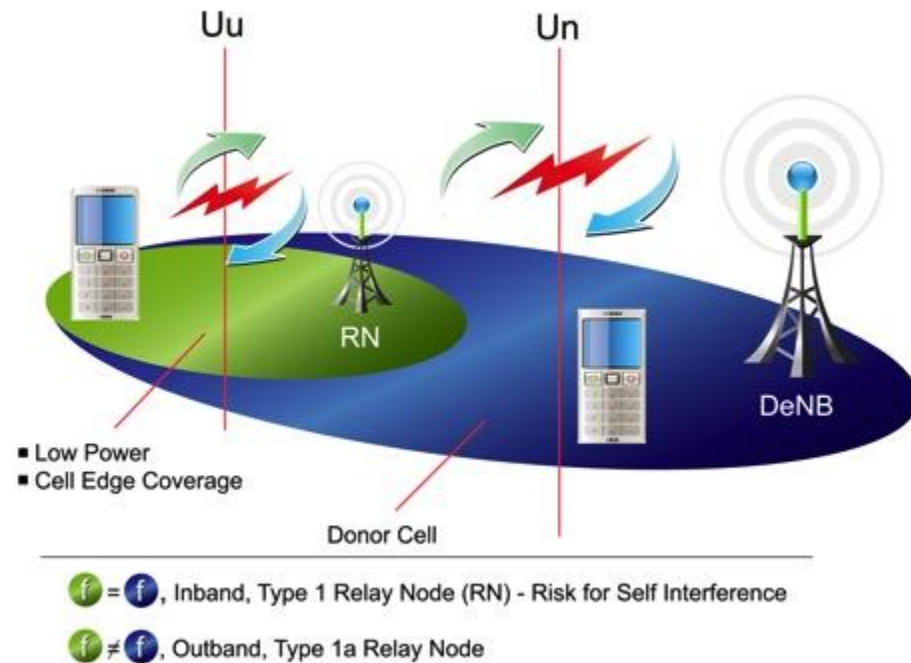 Uu
Un
RN
DeNB
■ Low Power
■ Cell Edge Coverage
Donor Cell
f = f, Inband, Type 1 Relay Node (RN) - Risk for Self Interference
f ≠ f, Outband, Type 1a Relay Node